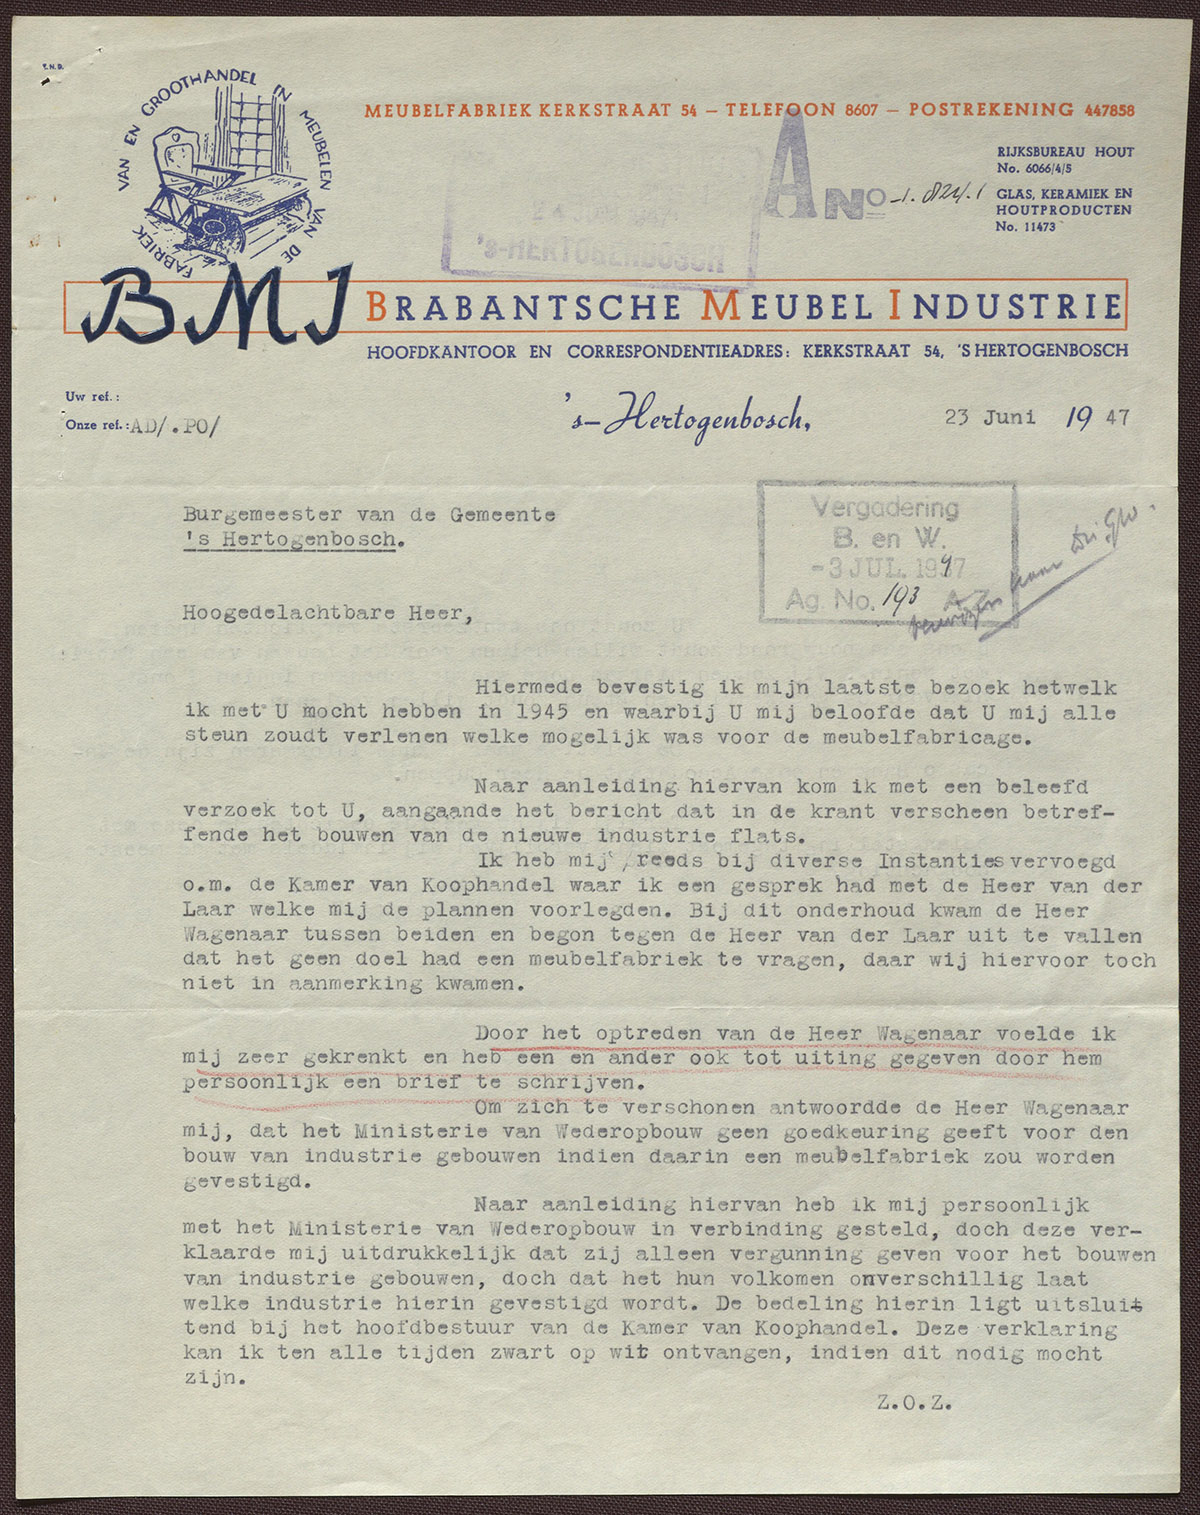 T.H.D.
FABRIEK VAN EN GROOTHANDEL IN MEUBELEN VAN DE
MEUBELFABRIEK KERKSTRAAT 54 — TELEFOON 8607 — POSTREKENING 447858
RIJKSBUREAU HOUT
No. 6066/4/5
GLAS, KERAMIEK EN
HOUTPRODUCTEN
No. 11473
A No
's-HERTOGENBOSCH
BMI BRABANTSCHE MEUBEL INDUSTRIE
HOOFDKANTOOR EN CORRESPONDENTIEADRES: KERKSTRAAT 54, 'S HERTOGENBOSCH
Uw ref.:
Onze ref.: AD/.PO/
's-Hertogenbosch, 23 Juni 19 47
Vergadering
B. en W.
-3 JUL. 1947
Ag. No. 193
Burgemeester van de Gemeente
's Hertogenbosch.
Hoogedelachtbare Heer,
Hiermede bevestig ik mijn laatste bezoek hetwelk
ik met U mocht hebben in 1945 en waarbij U mij beloofde dat U mij alle
steun zoudt verlenen welke mogelijk was voor de meubelfabricage.
Naar aanleiding hiervan kom ik met een beleefd
verzoek tot U, aangaande het bericht dat in de krant verscheen betref-
fende het bouwen van de nieuwe industrie flats.
Ik heb mij reeds bij diverse Instanties vervoegd
o.m. de Kamer van Koophandel waar ik een gesprek had met de Heer van der
Laar welke mij de plannen voorlegden. Bij dit onderhoud kwam de Heer
Wagenaar tussen beiden en begon tegen de Heer van der Laar uit te vallen
dat het geen doel had een meubelfabriek te vragen, daar wij hiervoor toch
niet in aanmerking kwamen.
Door het optreden van de Heer Wagenaar voelde ik
mij zeer gekrenkt en heb een en ander ook tot uiting gegeven door hem
persoonlijk een brief te schrijven.
Om zich te verschonen antwoordde de Heer Wagenaar
mij, dat het Ministerie van Wederopbouw geen goedkeuring geeft voor den
bouw van industrie gebouwen indien daarin een meubelfabriek zou worden
gevestigd.
Naar aanleiding hiervan heb ik mij persoonlijk
met het Ministerie van Wederopbouw in verbinding gesteld, doch deze ver-
klaarde mij uitdrukkelijk dat zij alleen vergunning geven voor het bouwen
van industrie gebouwen, doch dat het hun volkomen onverschillig laat
welke industrie hierin gevestigd wordt. De bedeling hierin ligt uitsluit
tend bij het hoofdbestuur van de Kamer van Koophandel. Deze verklaring
kan ik ten alle tijden zwart op wit ontvangen, indien dit nodig mocht
zijn.
Z.O.Z.